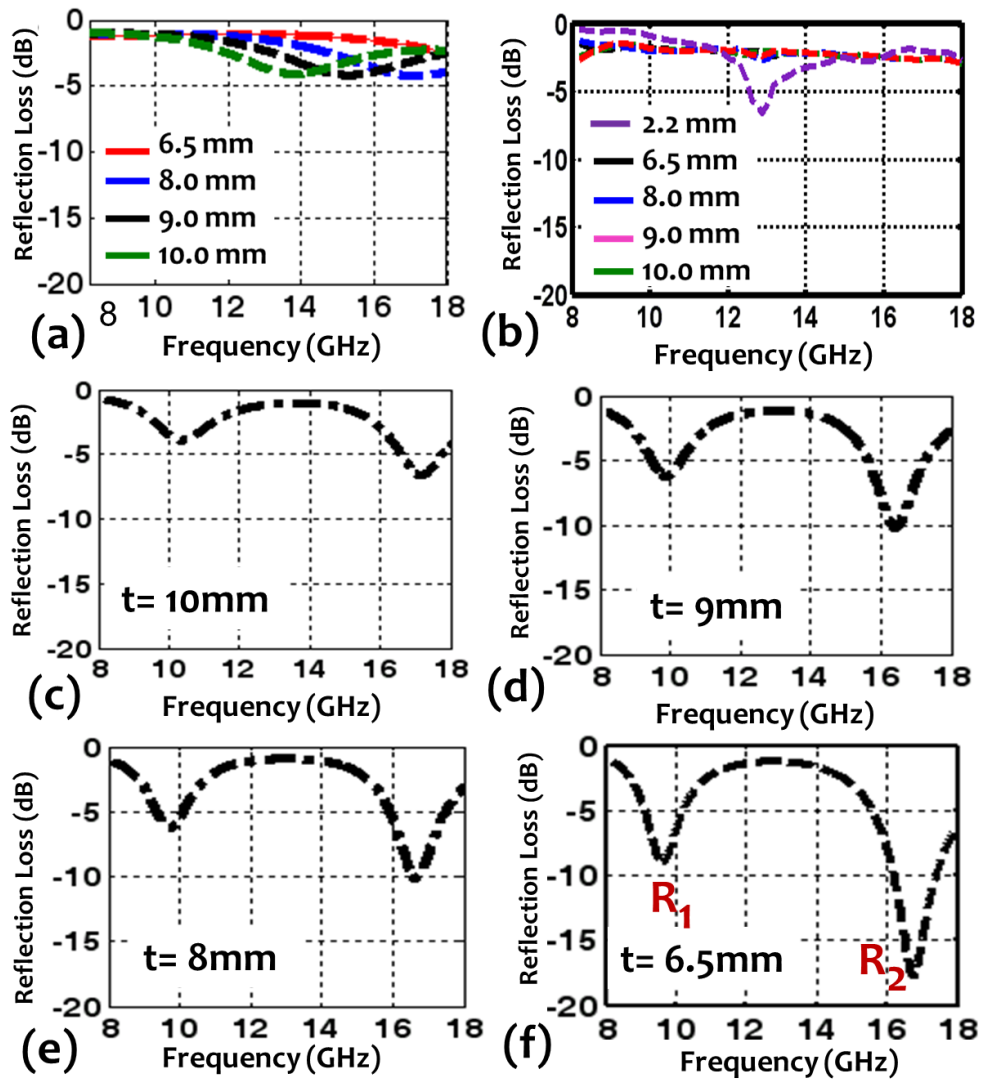 Reflection Loss (dB)
0
-5
-10
-15
-20
6.5 mm
8.0 mm
9.0 mm
10.0 mm
8 10 12 14 16 18
(a)
Frequency (GHz)
Reflection Loss (dB)
0
-5
-10
-15
-20
2.2 mm
6.5 mm
8.0 mm
9.0 mm
10.0 mm
8 10 12 14 16 18
(b)
Frequency (GHz)
Reflection Loss (dB)
0
-5
-10
-15
-20
t= 10mm
8 10 12 14 16 18
(c)
Frequency (GHz)
Reflection Loss (dB)
0
-5
-10
-15
-20
t= 9mm
8 10 12 14 16 18
(d)
Frequency (GHz)
Reflection Loss (dB)
0
-5
-10
-15
-20
t= 8mm
8 10 12 14 16 18
(e)
Frequency (GHz)
Reflection Loss (dB)
0
-5
-10
-15
-20
R1
R2
t= 6.5mm
8 10 12 14 16 18
(f)
Frequency (GHz)